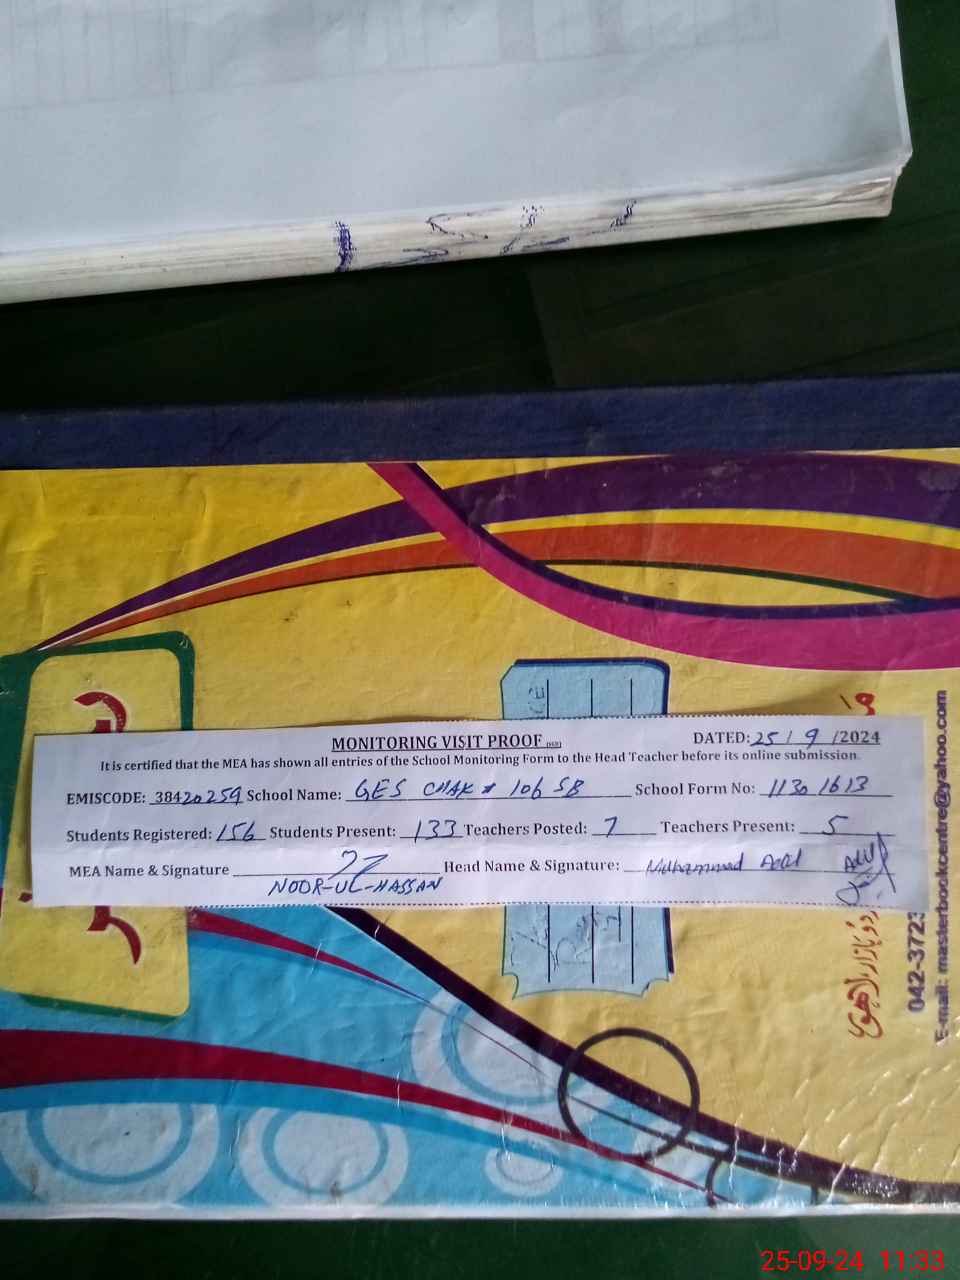 MONITORING VISIT PROOF
DATED: 25/9/2024
It is certified that the MEA has shown all entries of the School Monitoring Form to the Head Teacher before its online submission.
EMISCODE: 38420259 School Name: GES CHAK # 106 SB School Form No: 11301613
Students Registered: 156 Students Present: 133 Teachers Posted: 7 Teachers Present: 5
MEA Name & Signature Head Name & Signature: Muhammad
NOOR-UL-HASSAN
042-3723
E-mail: masterbookcentre@yahoo.com
25-09-24 11:33